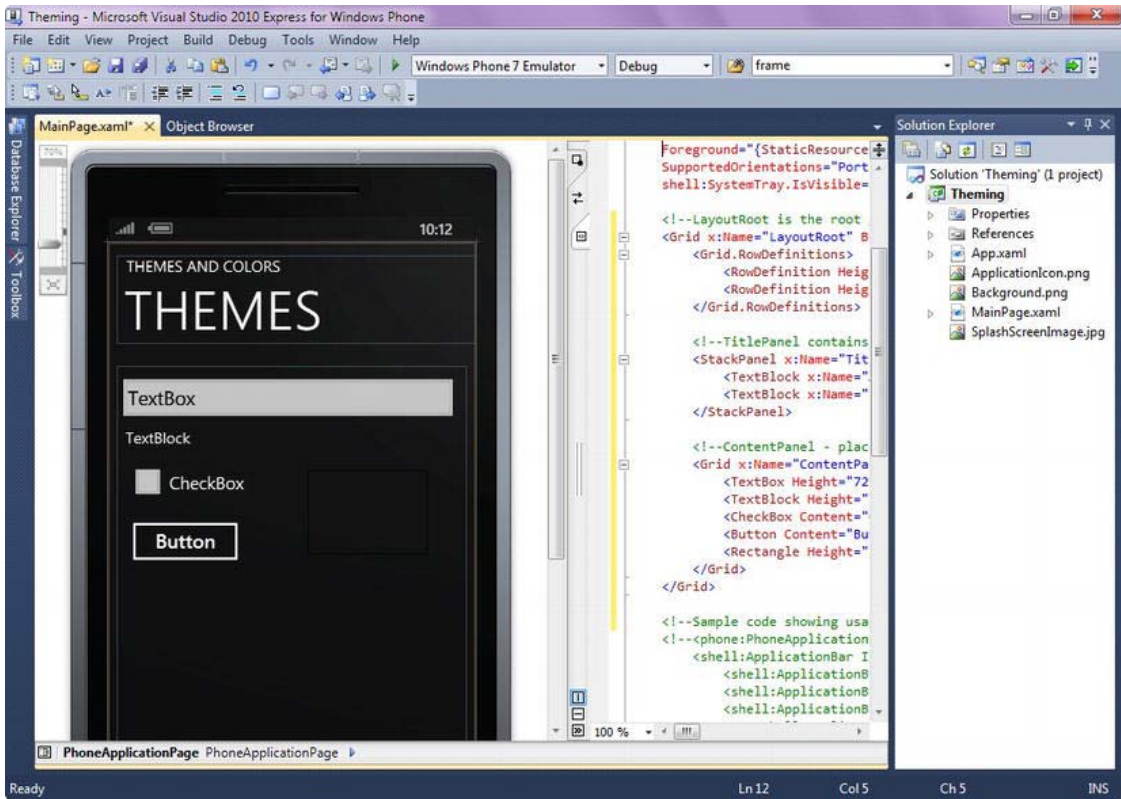 Theming - Microsoft Visual Studio 2010 Express for Windows Phone
File Edit View Project Build Debug Tools Window Help
Windows Phone 7 Emulator Debug frame
Database Explorer
Toolbox
MainPage.xaml* Object Browser
70%
10:12
THEMES AND COLORS
THEMES
TextBox
TextBlock
CheckBox
Button
Foreground="{StaticResource
SupportedOrientations="Port
shell:SystemTray.IsVisible=
<!--LayoutRoot is the root
<Grid x:Name="LayoutRoot" B
<Grid.RowDefinitions>
<RowDefinition Heig
<RowDefinition Heig
</Grid.RowDefinitions>
<!--TitlePanel contains
<StackPanel x:Name="Tit
<TextBlock x:Name="
<TextBlock x:Name="
</StackPanel>
<!--ContentPanel - plac
<Grid x:Name="ContentPa
<TextBox Height="72
<TextBlock Height="
<CheckBox Content="
<Button Content="Bu
<Rectangle Height="
</Grid>
</Grid>
<!--Sample code showing usa
<!--<phone:PhoneApplication
<shell:ApplicationBar I
<shell:ApplicationB
<shell:ApplicationB
<shell:ApplicationB
100 %
Solution Explorer
Solution 'Theming' (1 project)
Theming
Properties
References
App.xaml
ApplicationIcon.png
Background.png
MainPage.xaml
SplashScreenImage.jpg
PhoneApplicationPage PhoneApplicationPage
Ready Ln 12 Col 5 Ch 5 INS